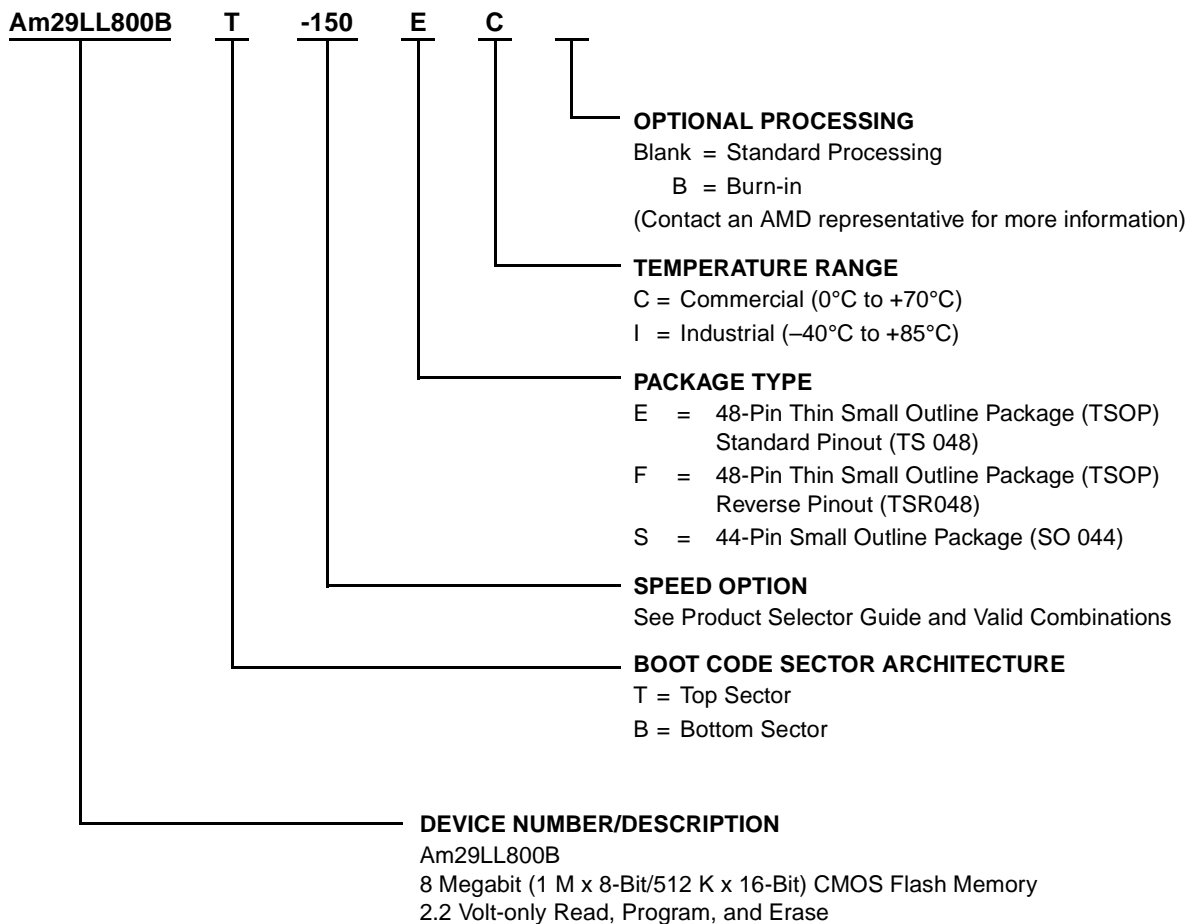 Am29LL800B T -150 E C
OPTIONAL PROCESSING
Blank = Standard Processing
B = Burn-in
(Contact an AMD representative for more information)
TEMPERATURE RANGE
C = Commercial (0°C to +70°C)
I = Industrial (–40°C to +85°C)
PACKAGE TYPE
E = 48-Pin Thin Small Outline Package (TSOP)
Standard Pinout (TS 048)
F = 48-Pin Thin Small Outline Package (TSOP)
Reverse Pinout (TSR048)
S = 44-Pin Small Outline Package (SO 044)
SPEED OPTION
See Product Selector Guide and Valid Combinations
BOOT CODE SECTOR ARCHITECTURE
T = Top Sector
B = Bottom Sector
DEVICE NUMBER/DESCRIPTION
Am29LL800B
8 Megabit (1 M x 8-Bit/512 K x 16-Bit) CMOS Flash Memory
2.2 Volt-only Read, Program, and Erase